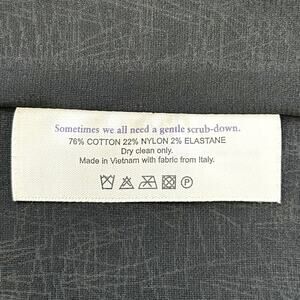 Sometimes we all need a gentle scrub-down.
76% COTTON 22% NYLON 2% ELASTANE
Dry clean only.
Made in Vietnam with fabric from Italy.
P